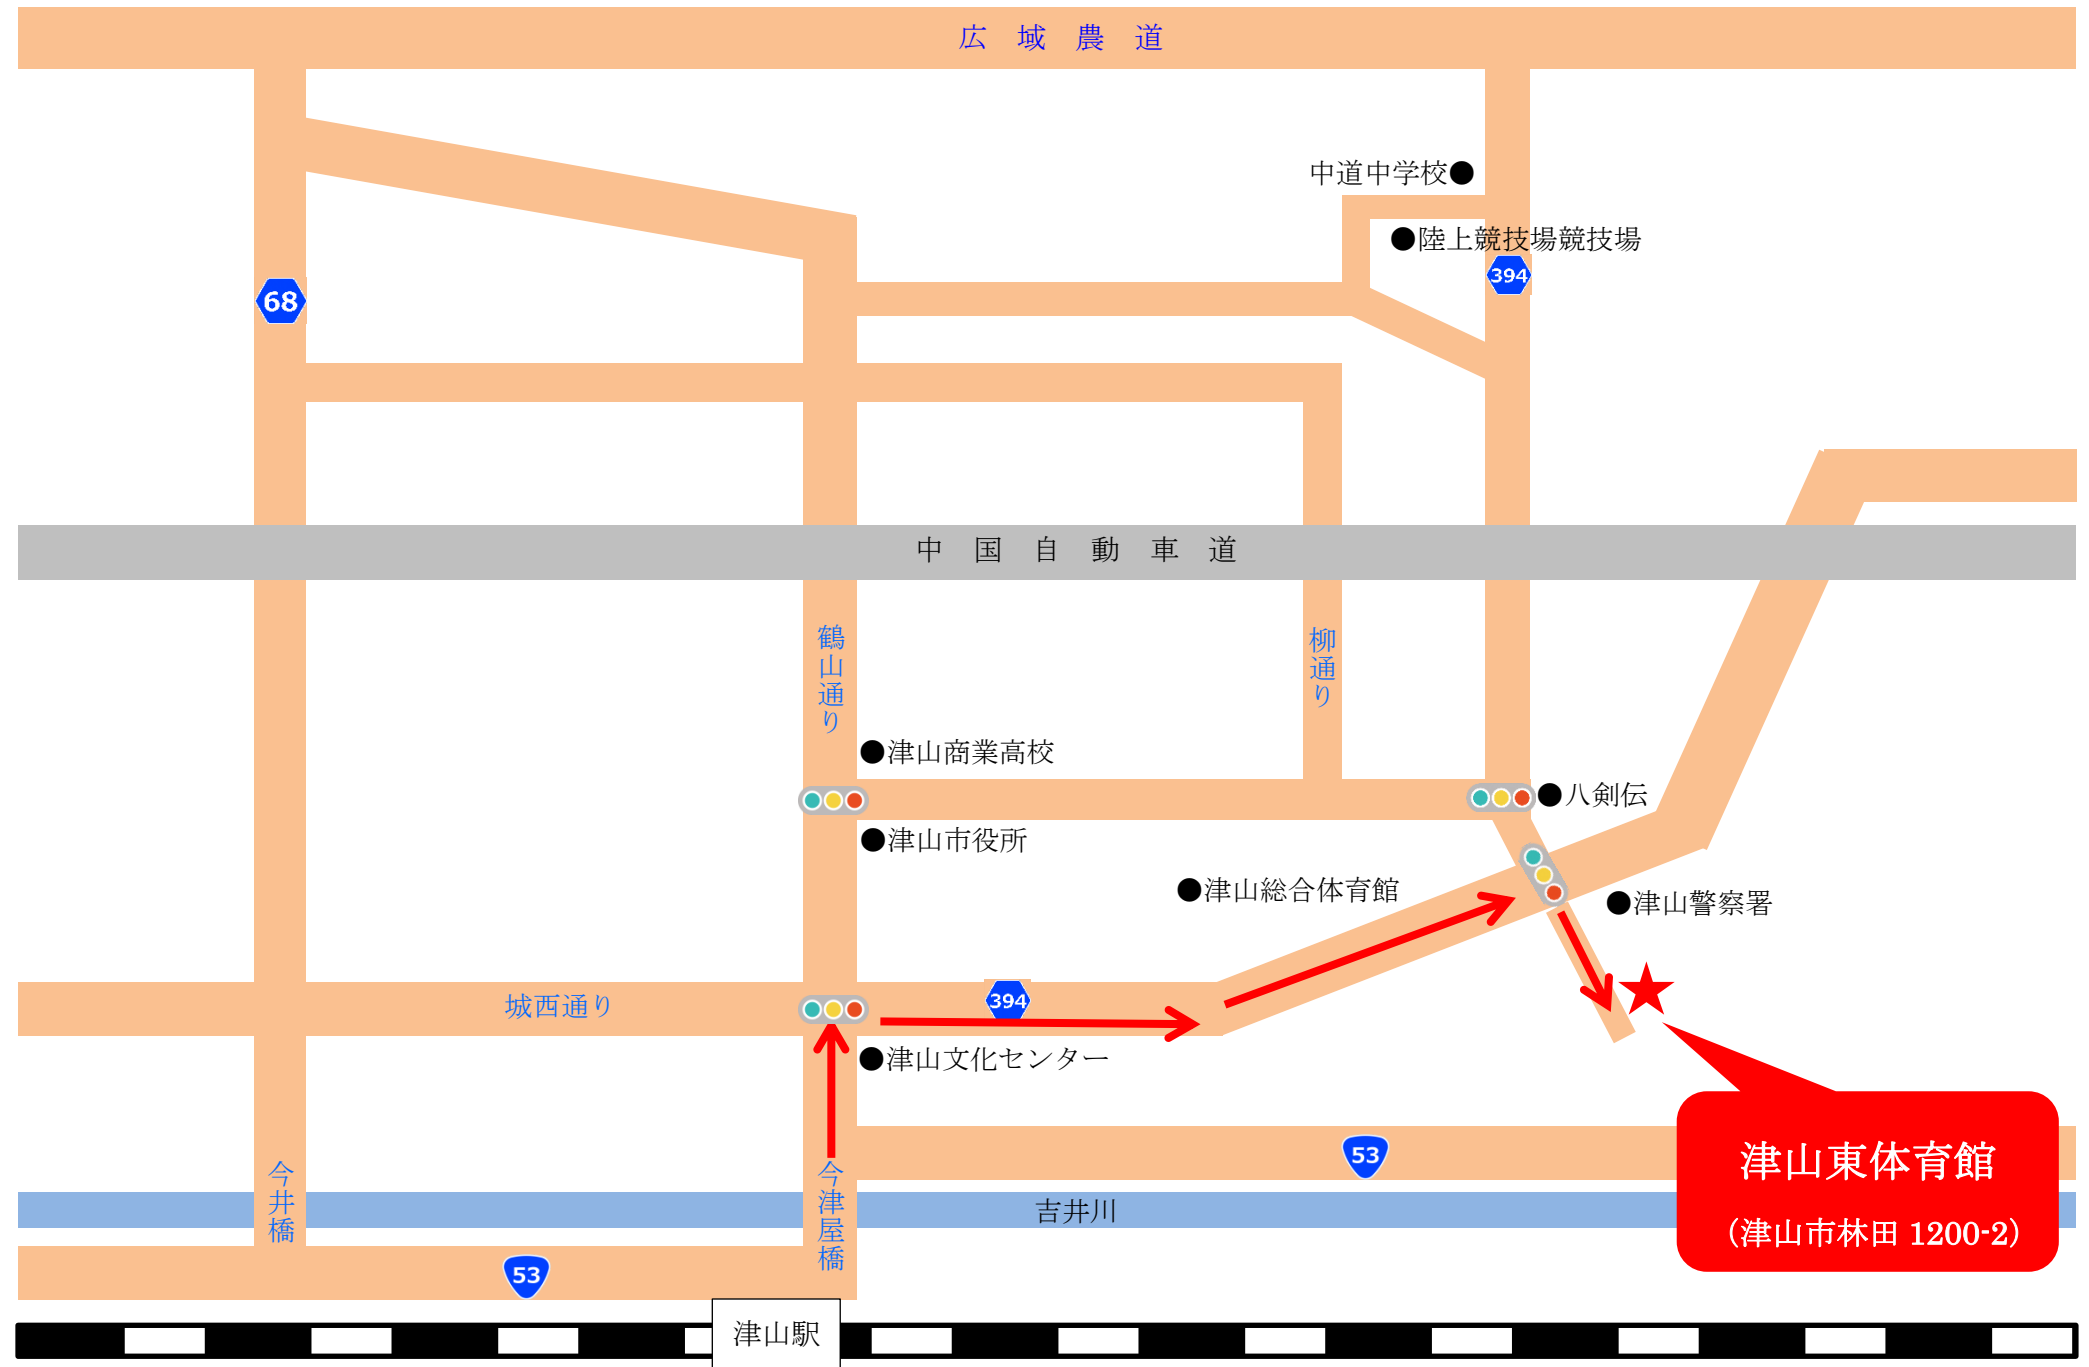 広域農道
中道中学校
陸上競技場競技場
68
394
中国自動車道
鶴山通り
柳通り
津山商業高校
八剣伝
津山市役所
津山総合体育館
津山警察署
城西通り
394
津山文化センター
53
津山東体育館
(津山市林田 1200-2)
今井橋
今津屋橋
吉井川
53
津山駅